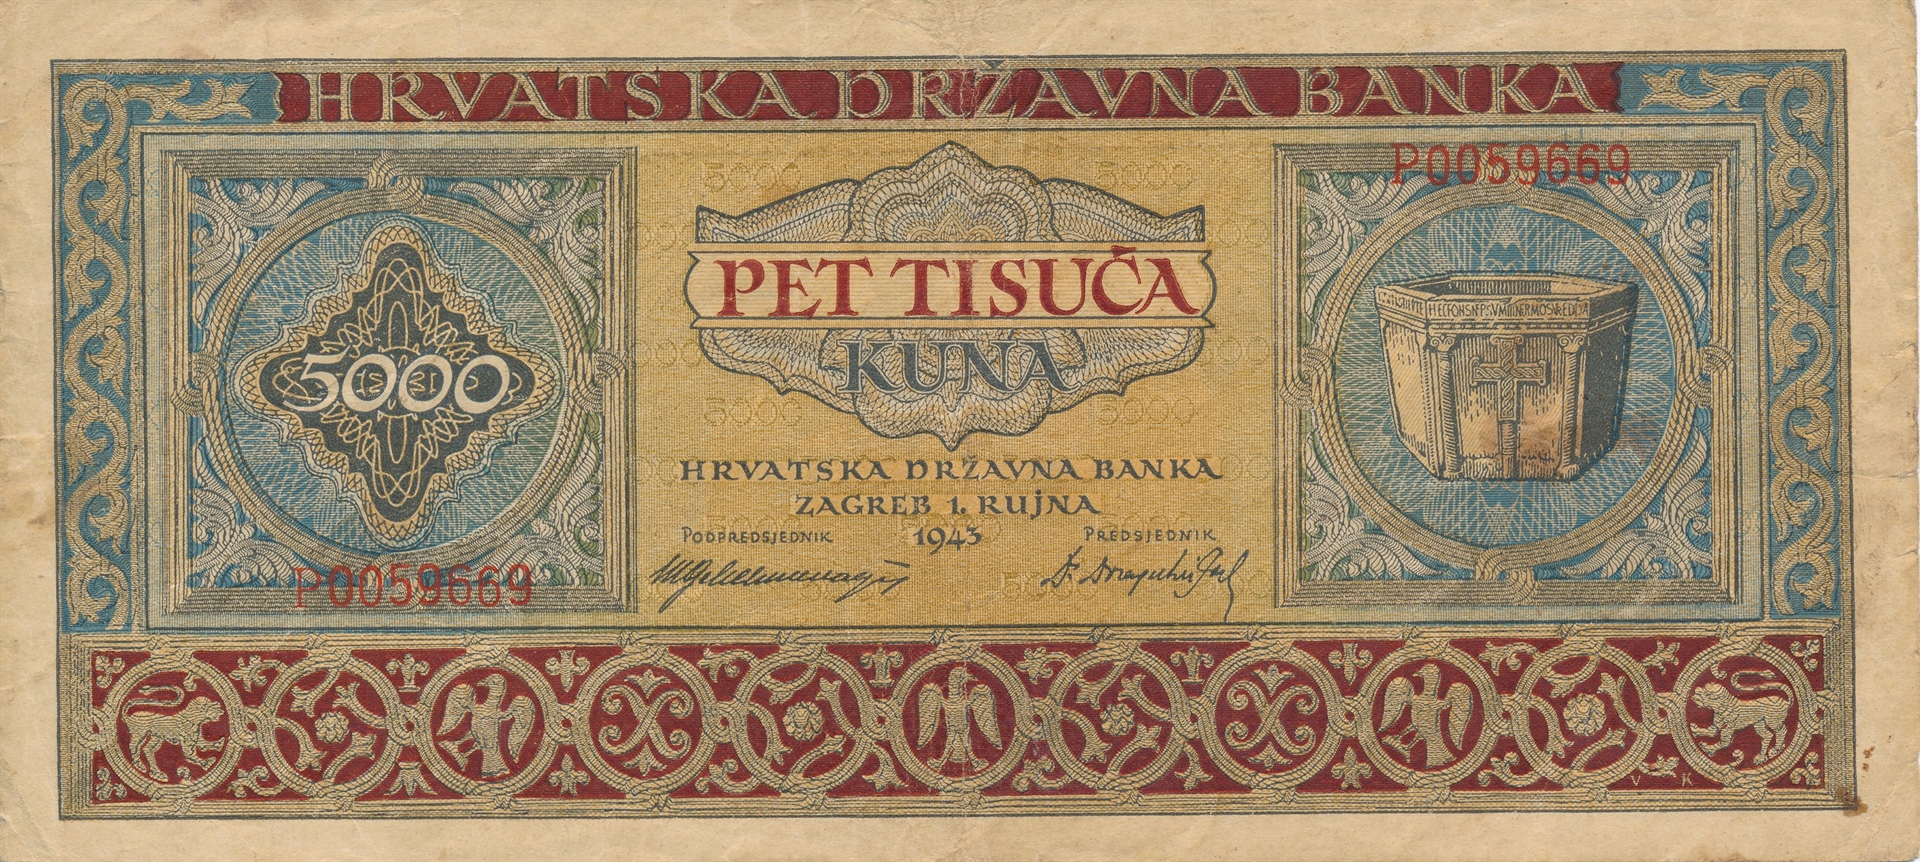 HRVATSKA DRŽAVNA BANKA
P0059669
PET TISUĆA
KUNA
5000
HRVATSKA DRŽAVNA BANKA
ZAGREB 1. RUJNA
1943
PODPREDSJEDNIK
PREDSJEDNIK
P0059669
V K